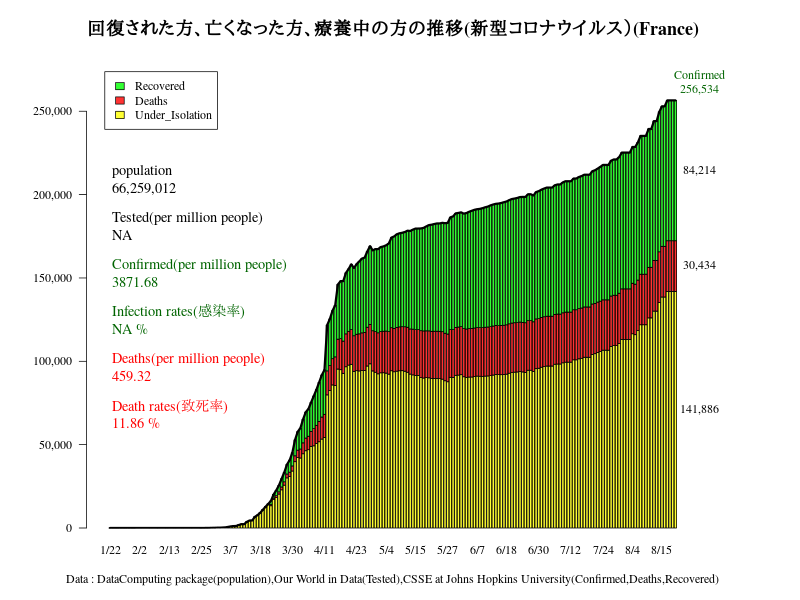 回復された方、亡くなった方、療養中の方の推移(新型コロナウイルス)(France)
Recovered
Deaths
Under_Isolation
Confirmed
256,534
250,000
200,000
150,000
100,000
50,000
0
population
66,259,012
Tested(per million people)
NA
Confirmed(per million people)
3871.68
Infection rates(感染率)
NA %
Deaths(per million people)
459.32
Death rates(致死率)
11.86 %
84,214
30,434
141,886
1/22 2/2 2/13 2/25 3/7 3/18 3/30 4/11 4/23 5/4 5/15 5/27 6/7 6/18 6/30 7/12 7/24 8/4 8/15
Data : DataComputing package(population),Our World in Data(Tested),CSSE at Johns Hopkins University(Confirmed,Deaths,Recovered)